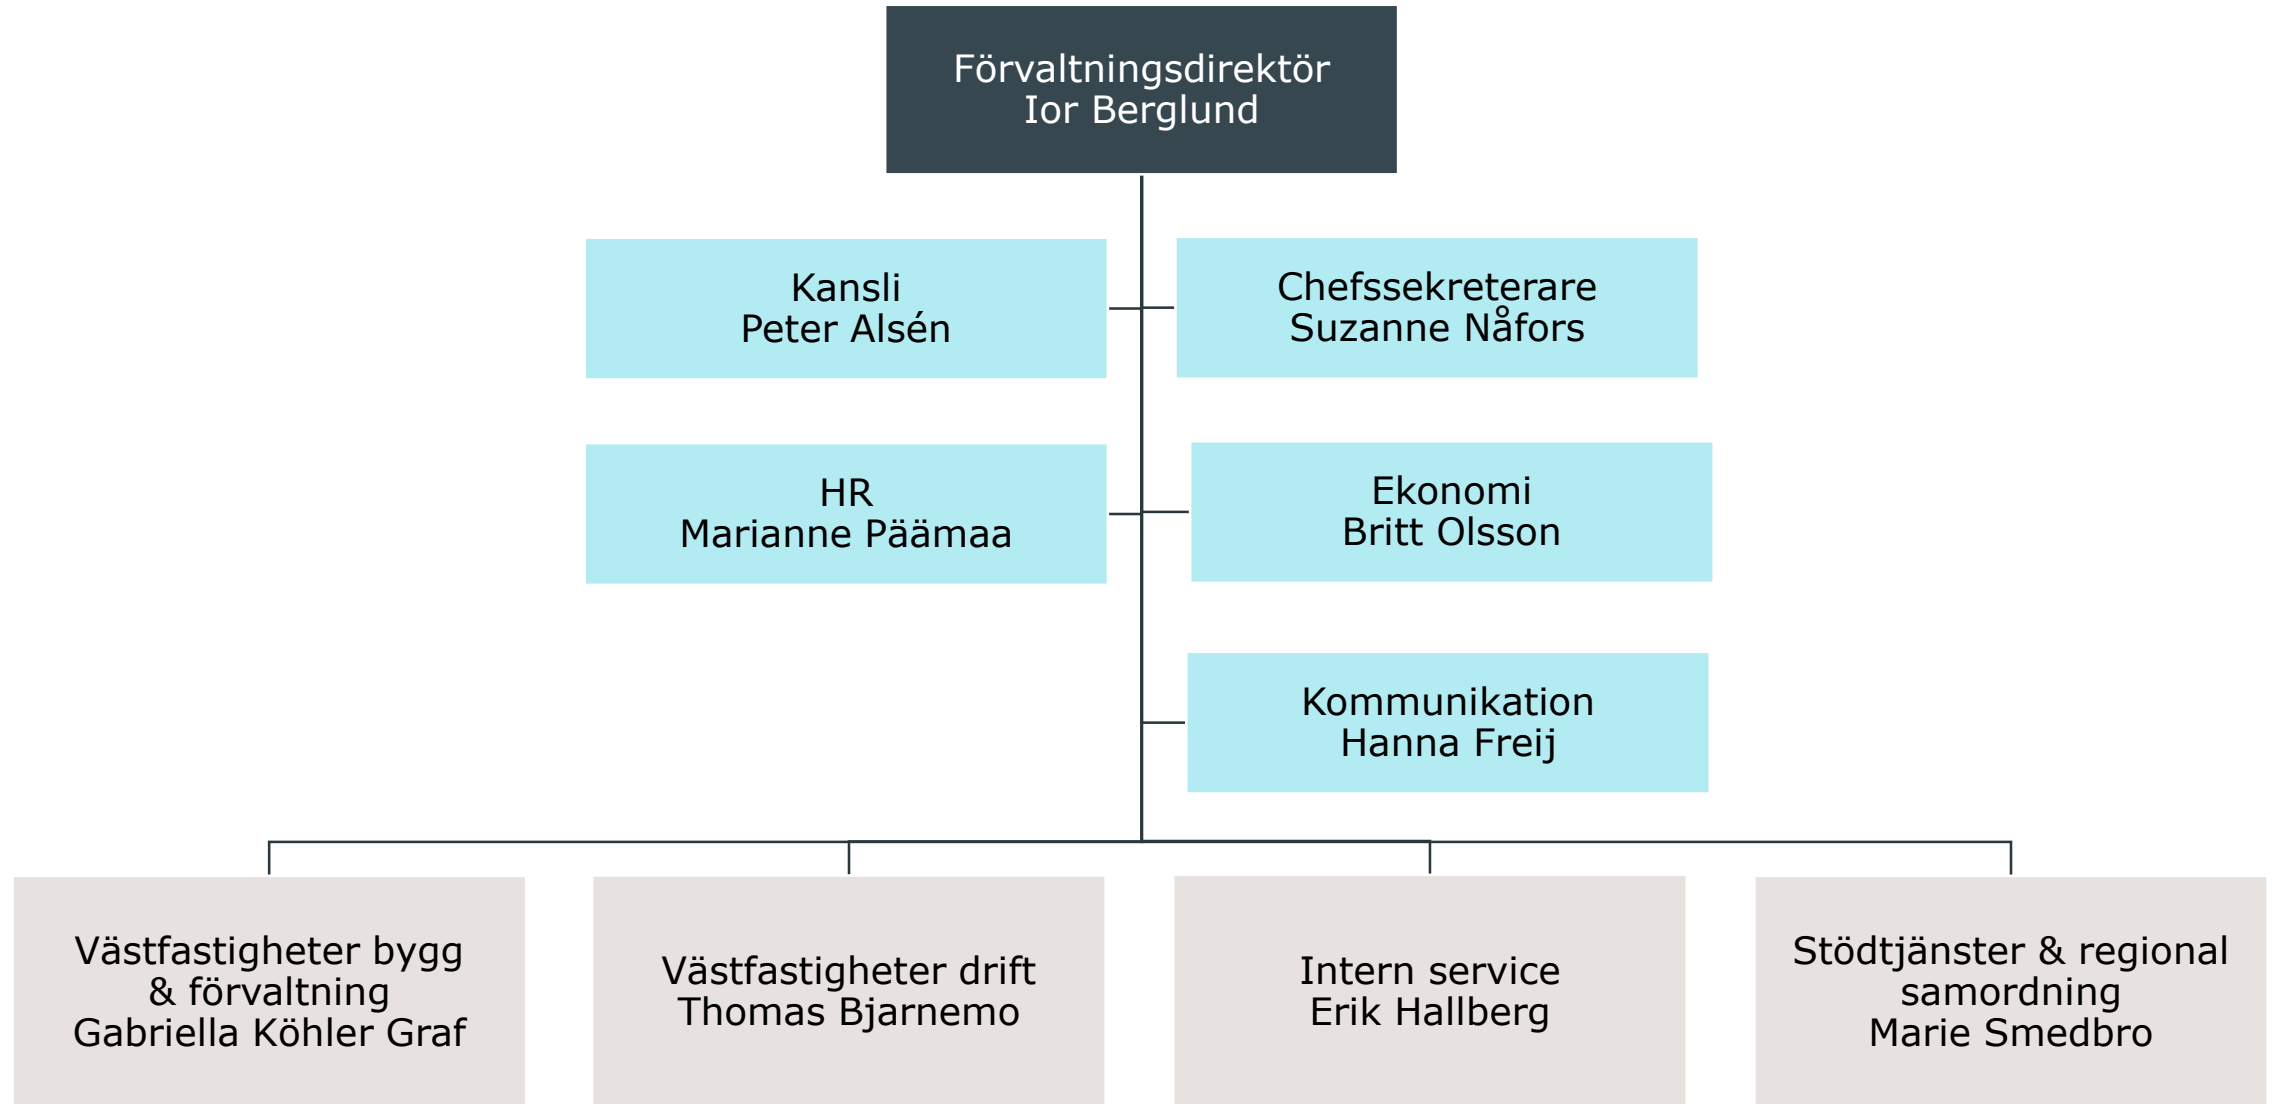 Förvaltningsdirektör
Ior Berglund
Kansli
Peter Alsén
Chefssekreterare
Suzanne Nåfors
HR
Marianne Päämaa
Ekonomi
Britt Olsson
Kommunikation
Hanna Freij
Västfastigheter bygg
& förvaltning
Gabriella Köhler Graf
Västfastigheter drift
Thomas Bjarnemo
Intern service
Erik Hallberg
Stödtjänster & regional
samordning
Marie Smedbro